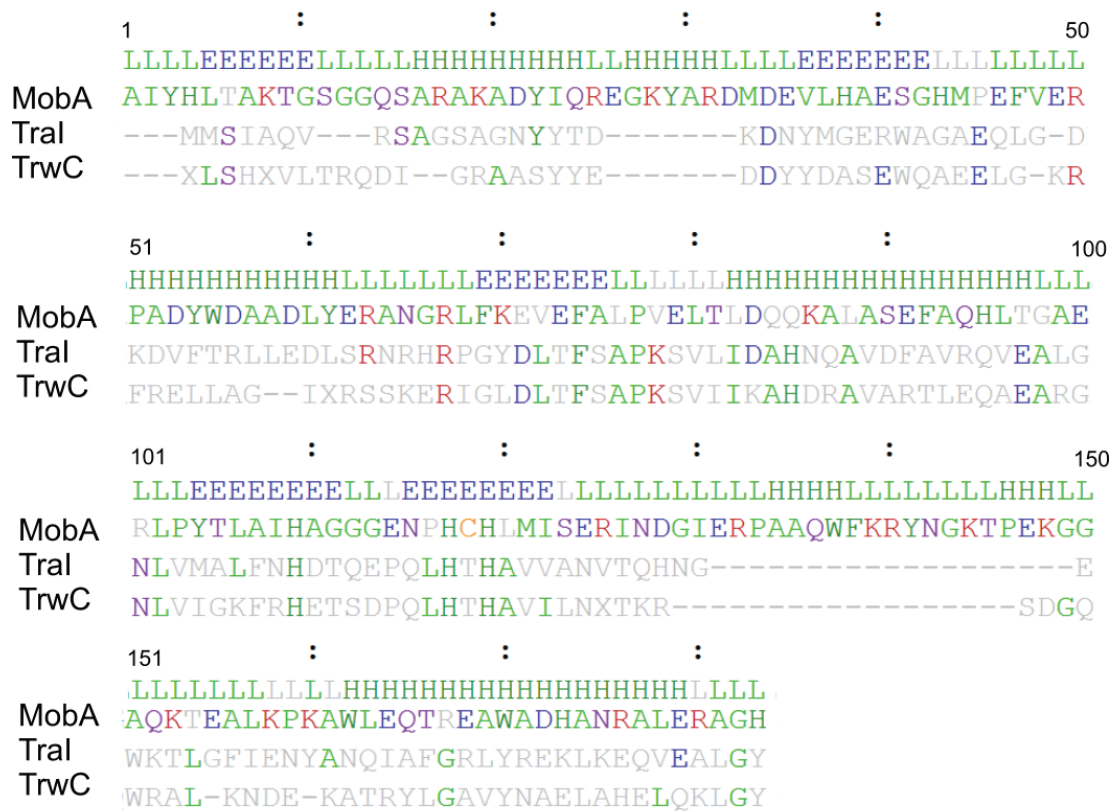 : : : :
1 50
LLLLEEEEEELLLLLHHHHHHHHHLLHHHHHLLLLEEEEEEELLLLLLLL
MobA AIYHLTAKTGSGGQSARAKADYIQREGKYARDMDEVLHAESGHMPEFVER
TraI ---MMSIAQV---RSAGSAGNYYTD-------KDNYMGERWAGAEQLG-D
TrwC ---XLSHXVLTRQDI--GRAASYYE-------DDYYDASEWQAEELG-KR
: : : :
51 100
HHHHHHHHHHHLLLLLLLEEEEEEELLLLLLHHHHHHHHHHHHHHHHLLL
MobA PADYWDAADLYERANGRLFKEVEFALPVELTLDQQKALASEFAQHLTGAE
TraI KDVFTRLLEDLSRNRHRPGYDLTFSAPKSVLIDAHNQAVDFAVRQVEALG
TrwC FRELLAG--IXRSSKERIGLDLTFSAPKSVIIKAHDRAVARTLEQAEARG
: : : :
101 150
LLLEEEEEEEELLLEEEEEEEELLLLLLLLLLLHHHHLLLLLLLLHHHLL
MobA RLPYTLAIHAGGGENPHCHLMISERINDGIERPAAQWFKRYNGKTPEKGG
TraI NLVMALFNHDTQEPQLHTHAVVANVTQHNG-------------------E
TrwC NLVIGKFRHETSDPQLHTHAVILNXTKR------------------SDGQ
: : :
151
LLLLLLLLLLLHHHHHHHHHHHHHHHHHHLLLL
MobA AQKTEALKPKAWLEQTREAWADHANRALERAGH
TraI WKTLGFIENYANQIAFGRLYREKLKEQVEALGY
TrwC WRAL-KNDE-KATRYLGAVYNAELAHELQKLGY